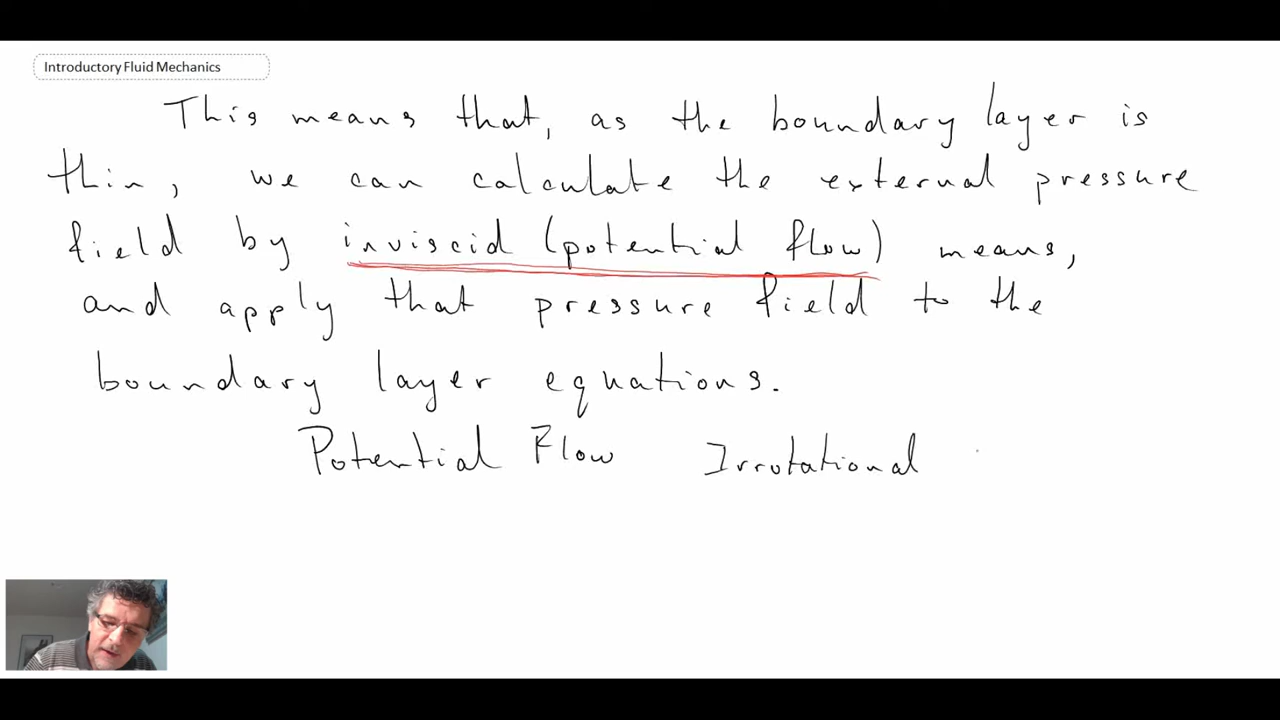 Introductory Fluid Mechanics
This means that, as the boundary layer is
thin, we can calculate the external pressure
field by inviscid (potential flow) means,
and apply that pressure field to the
boundary layer equations.
Potential Flow Irrotational